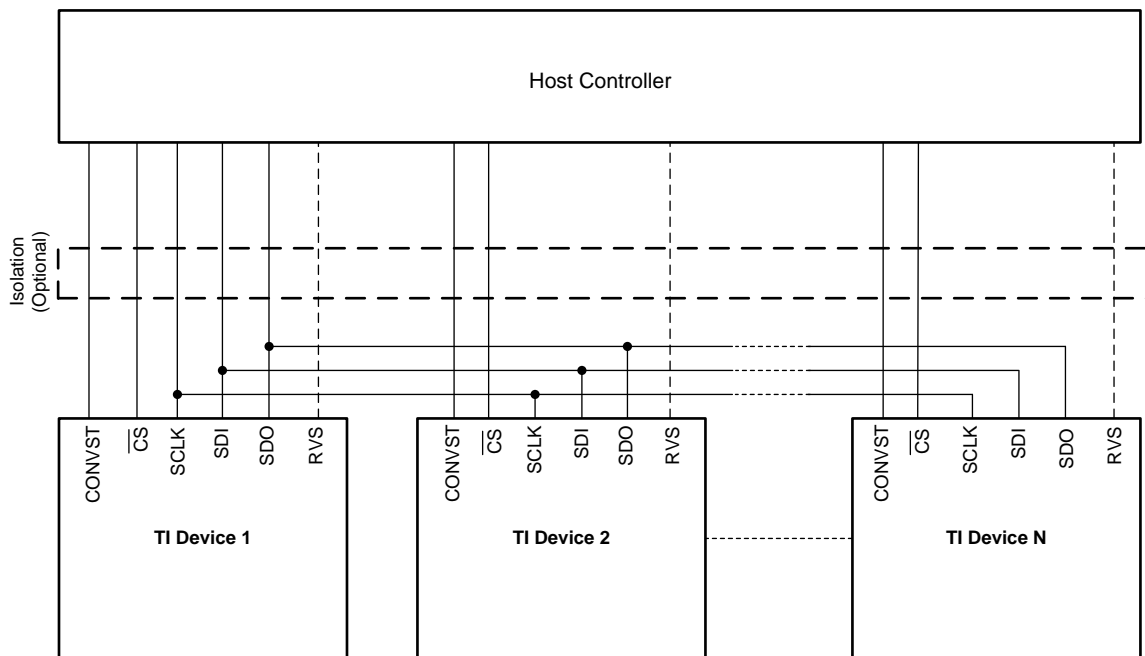 Host Controller
Isolation
(Optional)
CONVST
CS
SCLK
SDI
SDO
RVS
CONVST
CS
SCLK
SDI
SDO
RVS
CONVST
CS
SCLK
SDI
SDO
RVS
TI Device 1
TI Device 2
TI Device N